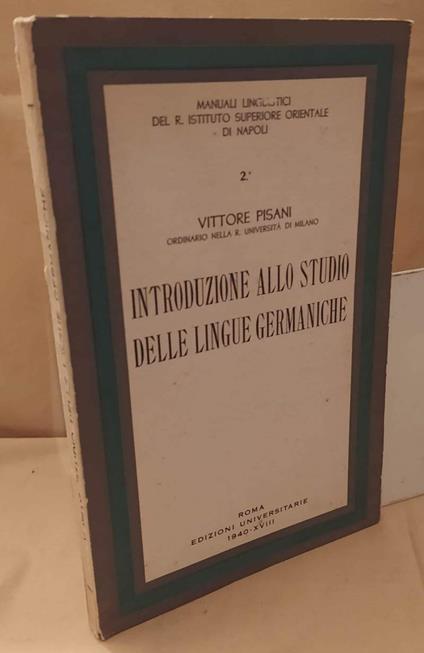 MANUALI LINGUISTICI
DEL R. ISTITUTO SUPERIORE ORIENTALE
DI NAPOLI
2.°
VITTORE PISANI
ORDINARIO NELLA R. UNIVERSITÀ DI MILANO
INTRODUZIONE ALLO STUDIO
DELLE LINGUE GERMANICHE
ROMA
EDIZIONI UNIVERSITARIE
1940-XVIII